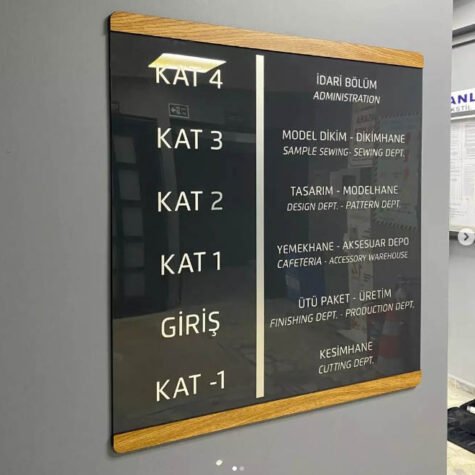 KAT 4
İDARİ BÖLÜM
ADMINISTRATION
KAT 3
MODEL DİKİM - DİKİMHANE
SAMPLE SEWING- SEWING DEPT.
KAT 2
TASARIM - MODELHANE
DESIGN DEPT. - PATTERN DEPT.
KAT 1
YEMEKHANE - AKSESUAR DEPO
CAFETERIA - ACCESSORY WAREHOUSE
GİRİŞ
ÜTÜ PAKET - ÜRETİM
FINISHING DEPT. - PRODUCTION DEPT.
KAT -1
KESİMHANE
CUTTING DEPT.